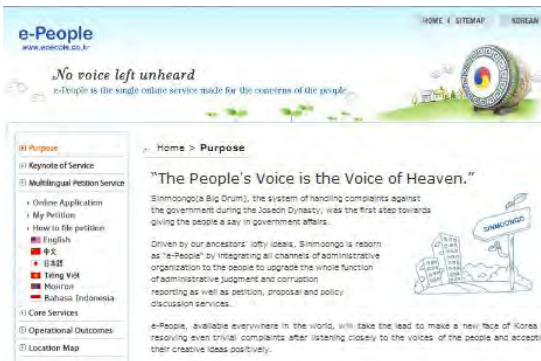 HOME | SITEMAP KOREAN
e-People
No voice left unheard
e-People is the single online service made for the concerns of the people
Purpose
Keynote of Service
Multilingual Petition Service
Online Application
My Petition
How to file petition
English
中文
日本語
Tiếng Việt
Монгол
Bahasa Indonesia
Core Services
Operational Outcomes
Location Map
Home > Purpose
"The People's Voice is the Voice of Heaven."
Sinmoongo(a Big Drum), the system of handling complaints against
the government during the Joseon Dynasty, was the first step towards
giving the people a say in government affairs.
Driven by our ancestors' lofty ideals, Sinmoongo is reborn
as "e-People" by integrating all channels of administrative
organization to the people to upgrade the whole function
of administrative judgment and corruption
reporting as well as petition, proposal and policy
discussion services.
SINMOONGO
e-People, available everywhere in the world, will take the lead to make a new face of Korea
resolving even trivial complaints after listening closely to the voices of the people and accepti
their creative ideas positively.